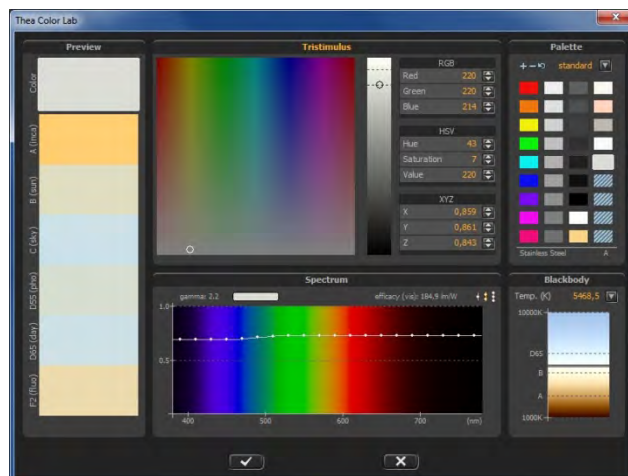 Thea Color Lab
Preview
Color
A (inca)
B (sun)
C (sky)
D55 (pho)
D65 (day)
F2 (fluo)
Tristimulus
RGB
Red 220
Green 220
Blue 214
HSV
Hue 43
Saturation 7
Value 220
XYZ
X 0,859
Y 0,861
Z 0,843
Palette
standard
Stainless Steel A
Spectrum
gamma: 2,2
efficacy (vis): 184,9 lm/W
1.0
0.5
400 500 600 700 (nm)
Blackbody
Temp. (K) 5468,5
10000K
D65
B
A
1000K